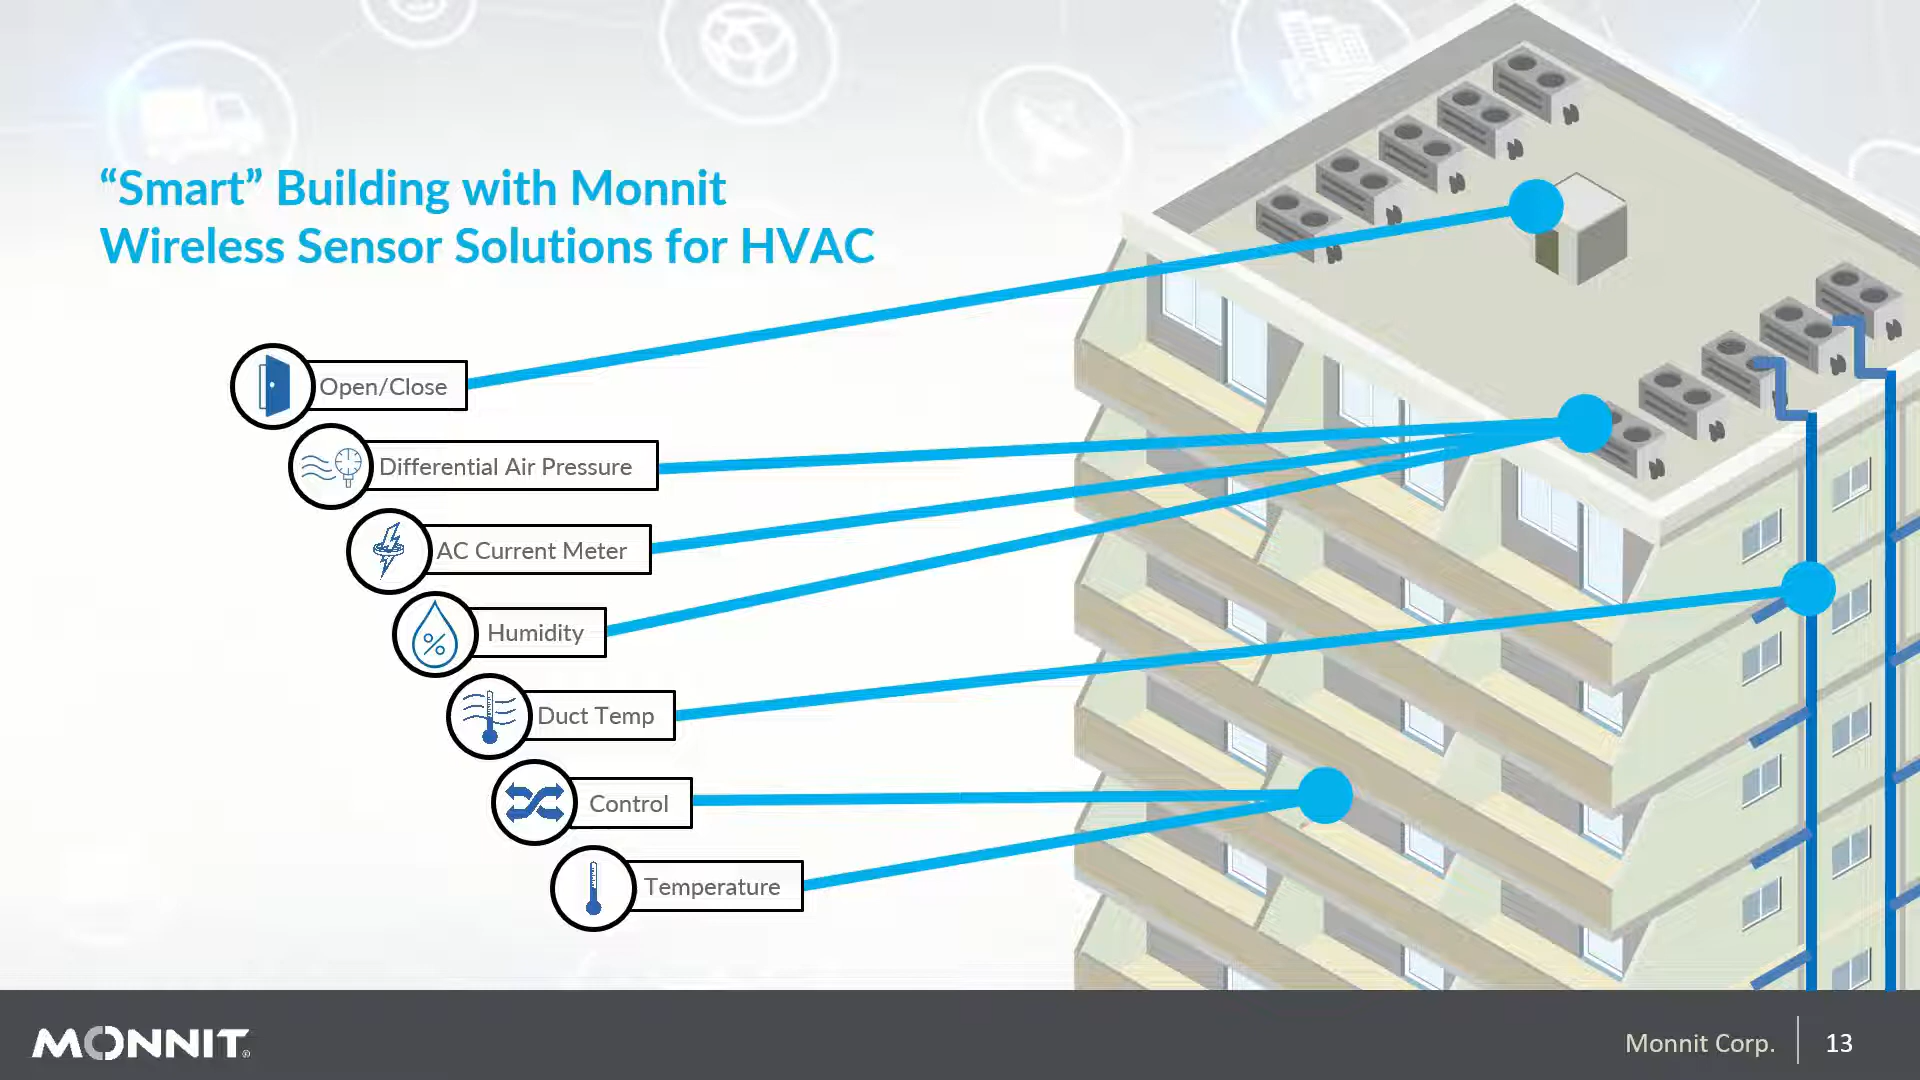 “Smart” Building with Monnit
Wireless Sensor Solutions for HVAC
Open/Close
Differential Air Pressure
AC Current Meter
%
Humidity
Duct Temp
Control
Temperature
MONNIT®
Monnit Corp.
13